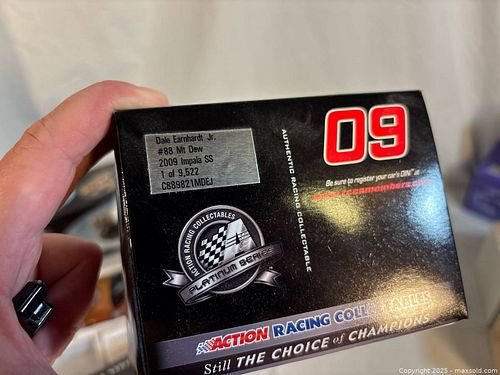 Dale Earnhardt Jr.
#88 Mt Dew
2009 Impala SS
1 of 9,522
C889821MDEJ
AUTHENTIC RACING COLLECTABLE
09
Be sure to register your car's DIN™ at
ACTION RACING COLLECTABLES
PLATINUM SERIES
ACTION RACING COLLECTABLES
Still THE CHOICE of CHAMPIONS
Copyright 2025 - maxsold.com